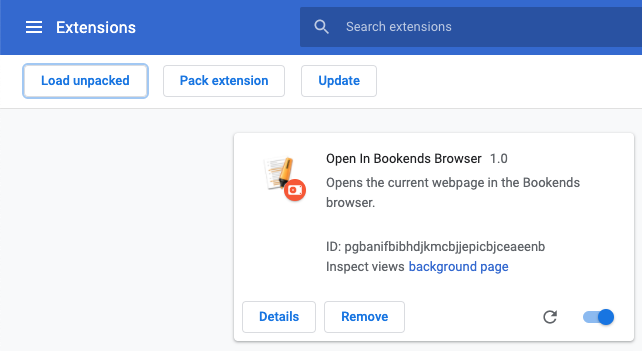 Extensions
Search extensions
Load unpacked
Pack extension
Update
Open In Bookends Browser 1.0
Opens the current webpage in the Bookends
browser.
ID: pgbanifbibhdjkmcbjjepicbjceaeenb
Inspect views background page
Details
Remove